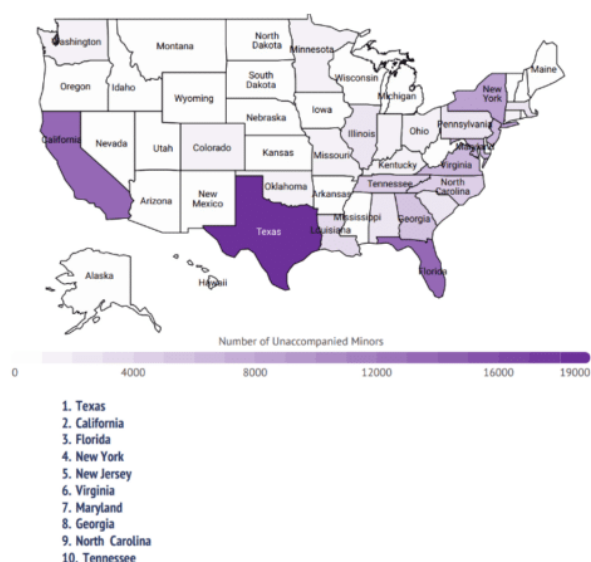 Washington
Montana
North
Dakota
Minnesota
Maine
Oregon
Idaho
South
Dakota
Wisconsin
Michigan
New
York
Wyoming
Iowa
Nebraska
Pennsylvania
California
Nevada
Utah
Colorado
Illinois
Ohio
Maryland
Kansas
Missouri
Kentucky
Virginia
Arizona
New
Mexico
Oklahoma
Arkansas
Tennessee
North
Carolina
Texas
Mississippi
Georgia
Louisiana
Florida
Alaska
Hawaii
Number of Unaccompanied Minors
0 4000 8000 12000 16000 19000
1. Texas
2. California
3. Florida
4. New York
5. New Jersey
6. Virginia
7. Maryland
8. Georgia
9. North Carolina
10. Tennessee